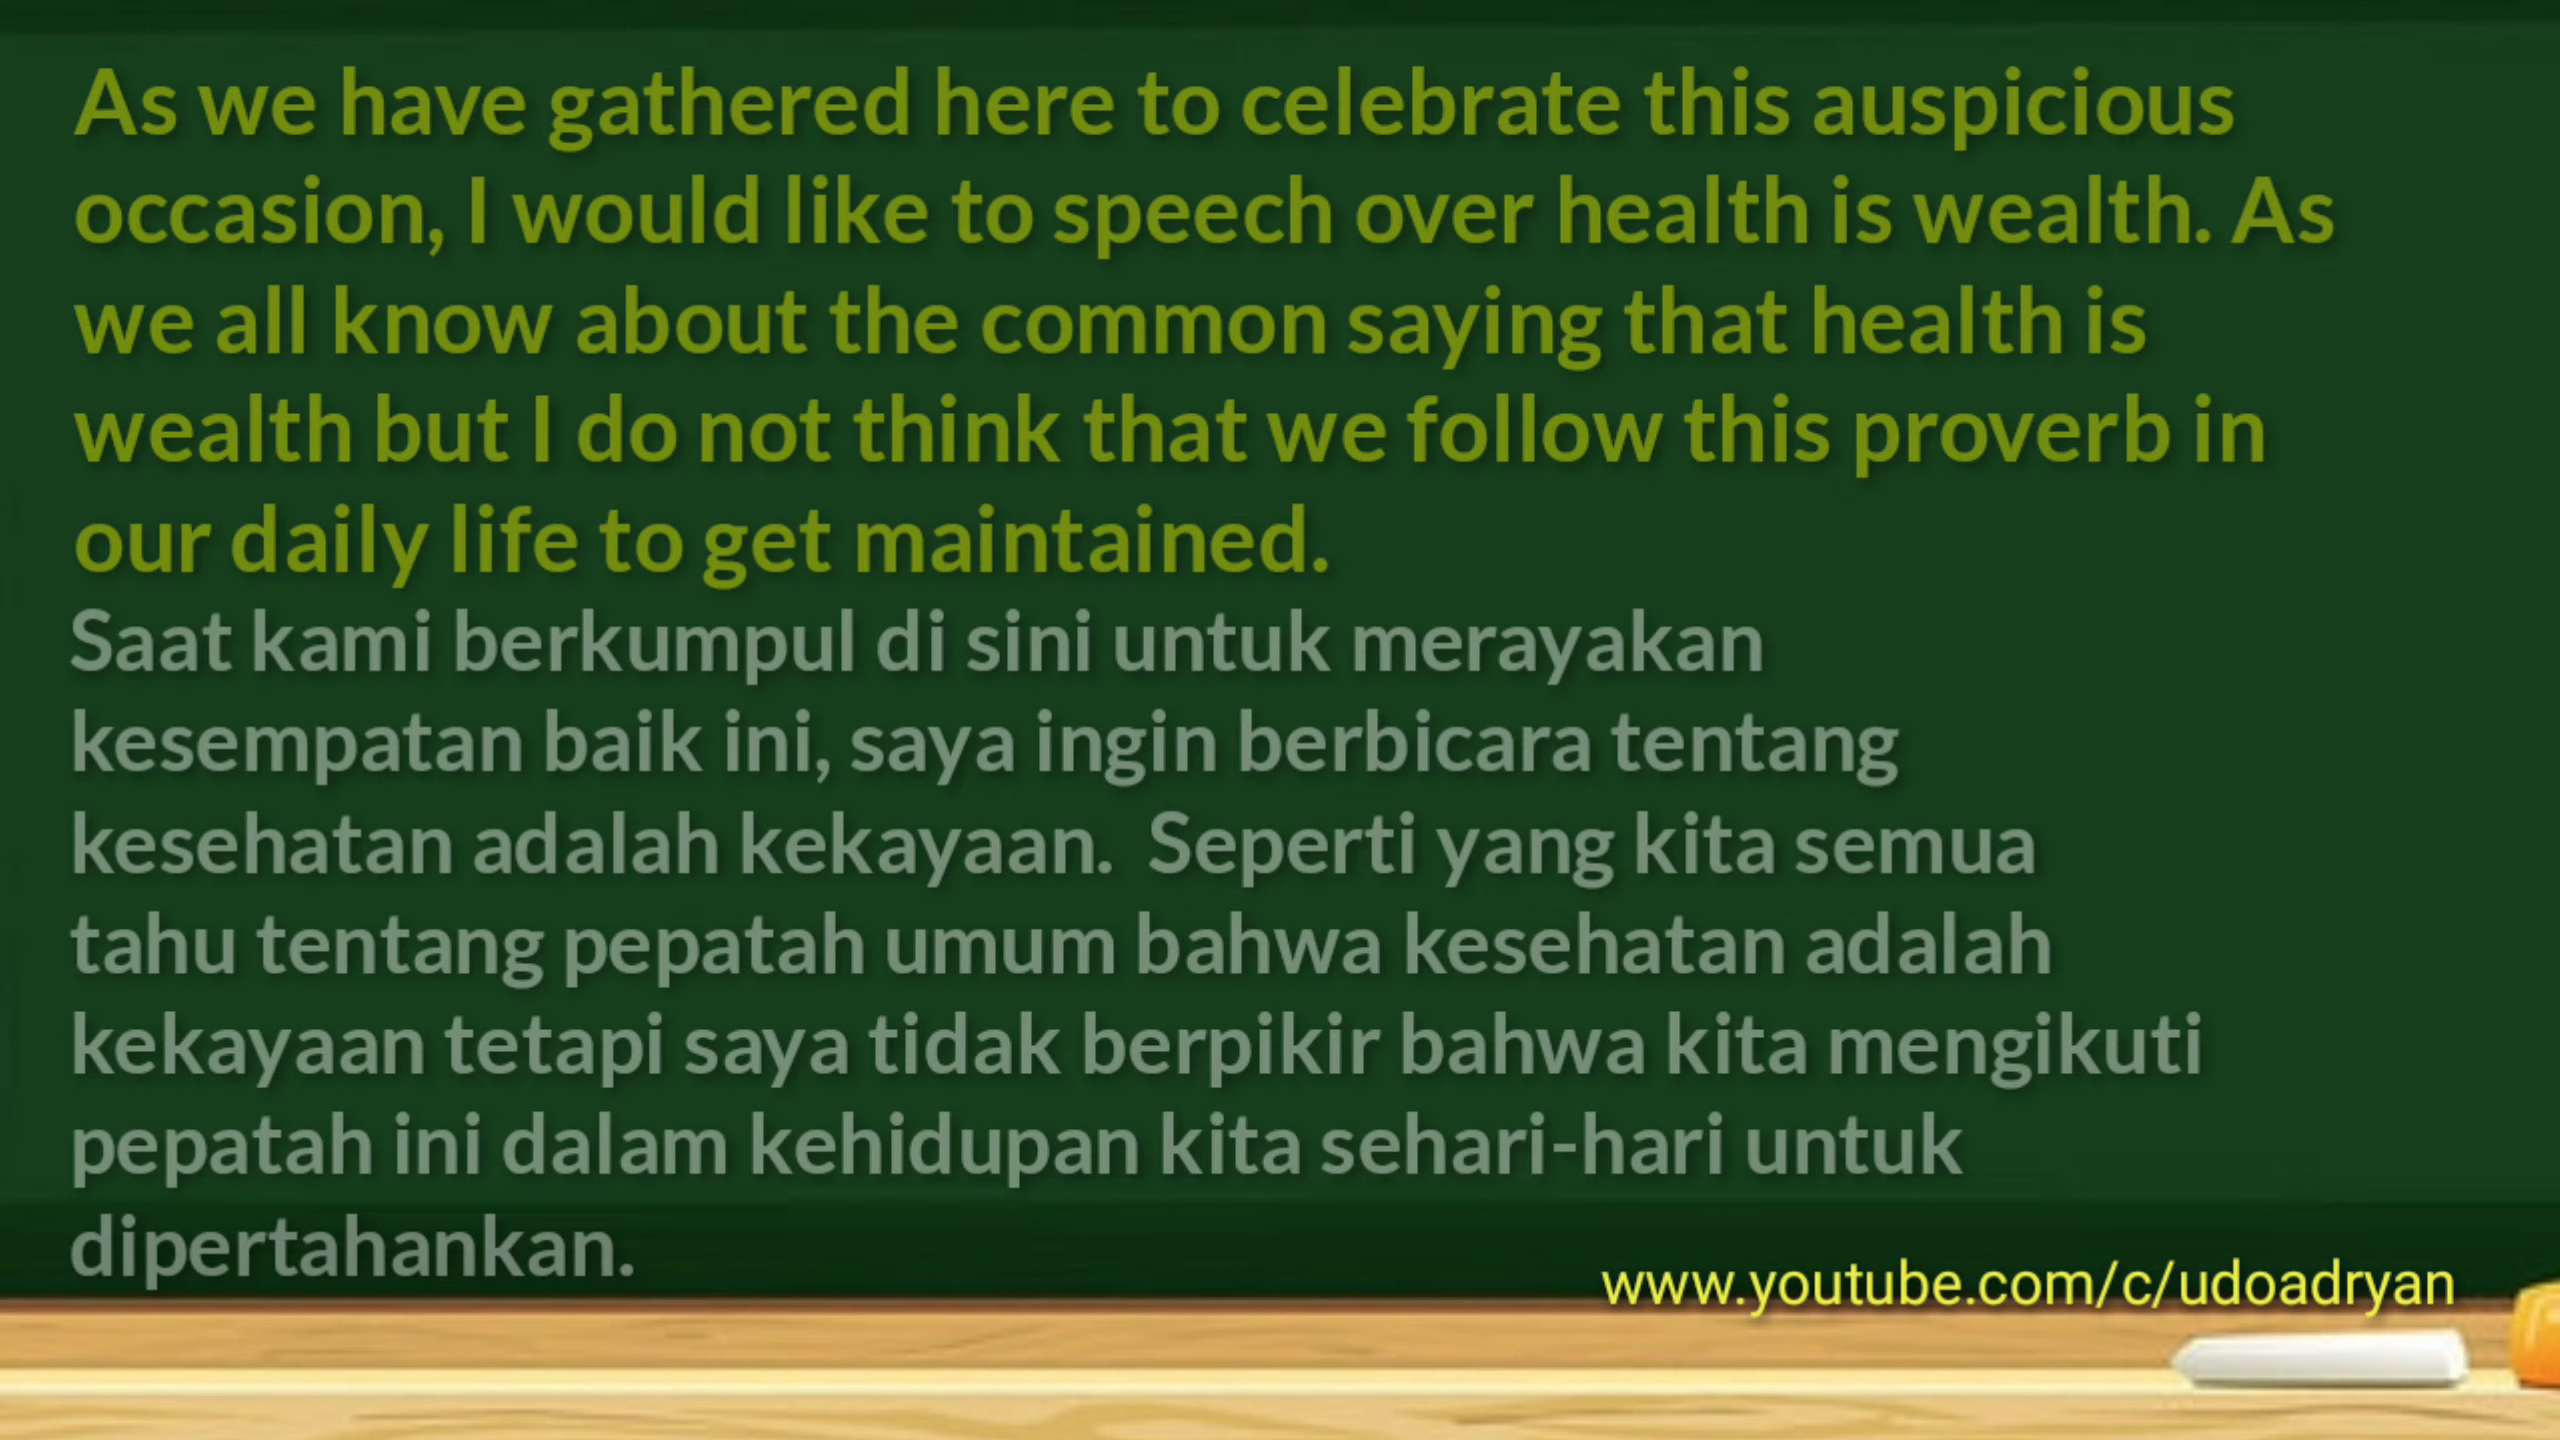 As we have gathered here to celebrate this auspicious
occasion, I would like to speech over health is wealth. As
we all know about the common saying that health is
wealth but I do not think that we follow this proverb in
our daily life to get maintained.
Saat kami berkumpul di sini untuk merayakan
kesempatan baik ini, saya ingin berbicara tentang
kesehatan adalah kekayaan.  Seperti yang kita semua
tahu tentang pepatah umum bahwa kesehatan adalah
kekayaan tetapi saya tidak berpikir bahwa kita mengikuti
pepatah ini dalam kehidupan kita sehari-hari untuk
dipertahankan.
www.youtube.com/c/udoadryan